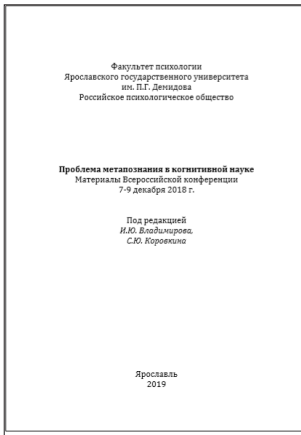 Факультет психологии
Ярославского государственного университета
им. П.Г. Демидова
Российское психологическое общество
Проблема метапознания в когнитивной науке
Материалы Всероссийской конференции
7-9 декабря 2018 г.
Под редакцией
И.Ю. Владимирова,
С.Ю. Коровкина
Ярославль
2019